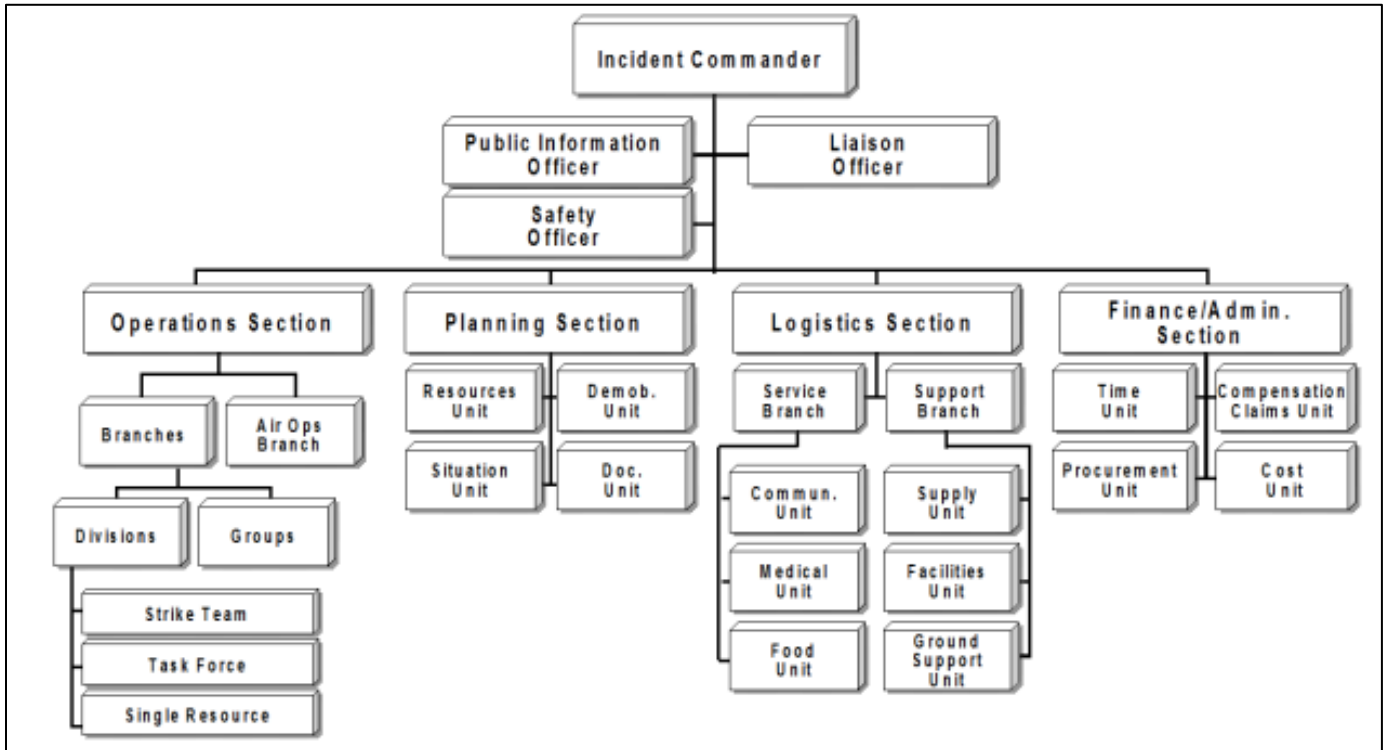 Incident Commander
Public Information
Officer
Liaison
Officer
Safety
Officer
Operations Section
Planning Section
Logistics Section
Finance/Admin.
Section
Branches
Air Ops
Branch
Divisions
Groups
Strike Team
Task Force
Single Resource
Resources
Unit
Demob.
Unit
Situation
Unit
Doc.
Unit
Service
Branch
Support
Branch
Commun.
Unit
Supply
Unit
Medical
Unit
Facilities
Unit
Food
Unit
Ground
Support
Unit
Time
Unit
Compensation
Claims Unit
Procurement
Unit
Cost
Unit